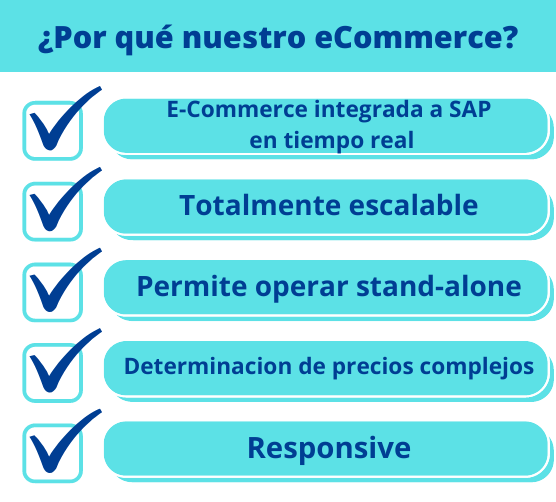 ¿Por qué nuestro eCommerce?
E-Commerce integrada a SAP
en tiempo real
Totalmente escalable
Permite operar stand-alone
Determinacion de precios complejos
Responsive